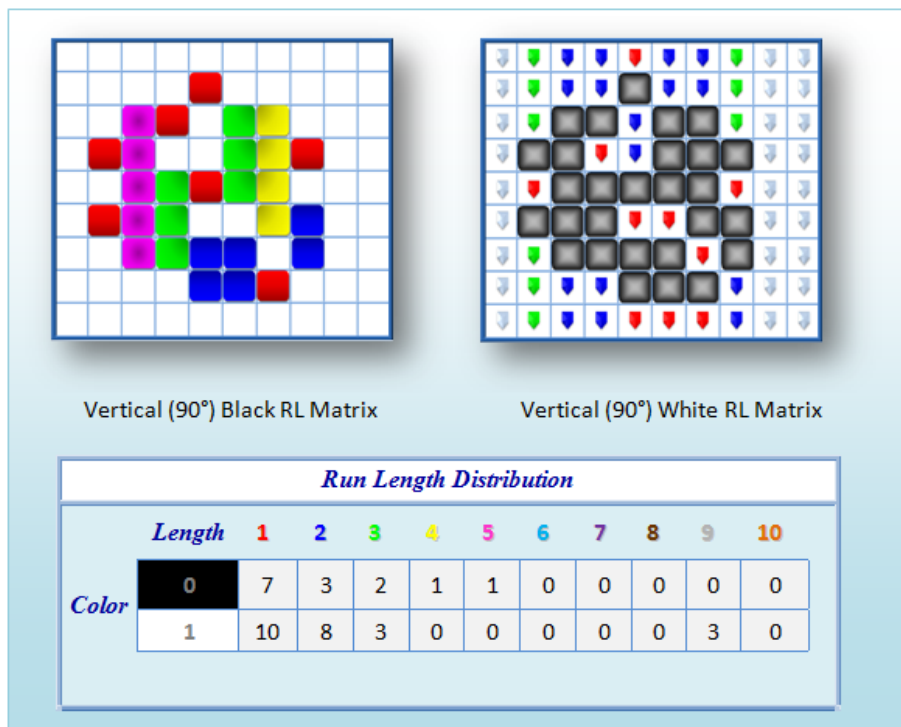 Vertical (90°) Black RL Matrix
Vertical (90°) White RL Matrix
Run Length Distribution
Length 1 2 3 4 5 6 7 8 9 10
Color
0 7 3 2 1 1 0 0 0 0 0
1 10 8 3 0 0 0 0 0 3 0